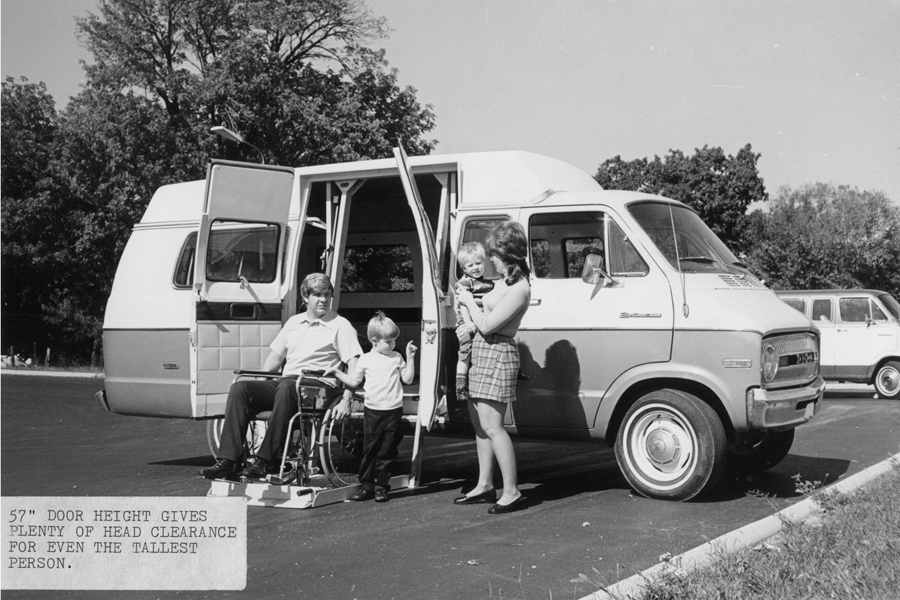 57" DOOR HEIGHT GIVES
PLENTY OF HEAD CLEARANCE
FOR EVEN THE TALLEST
PERSON.